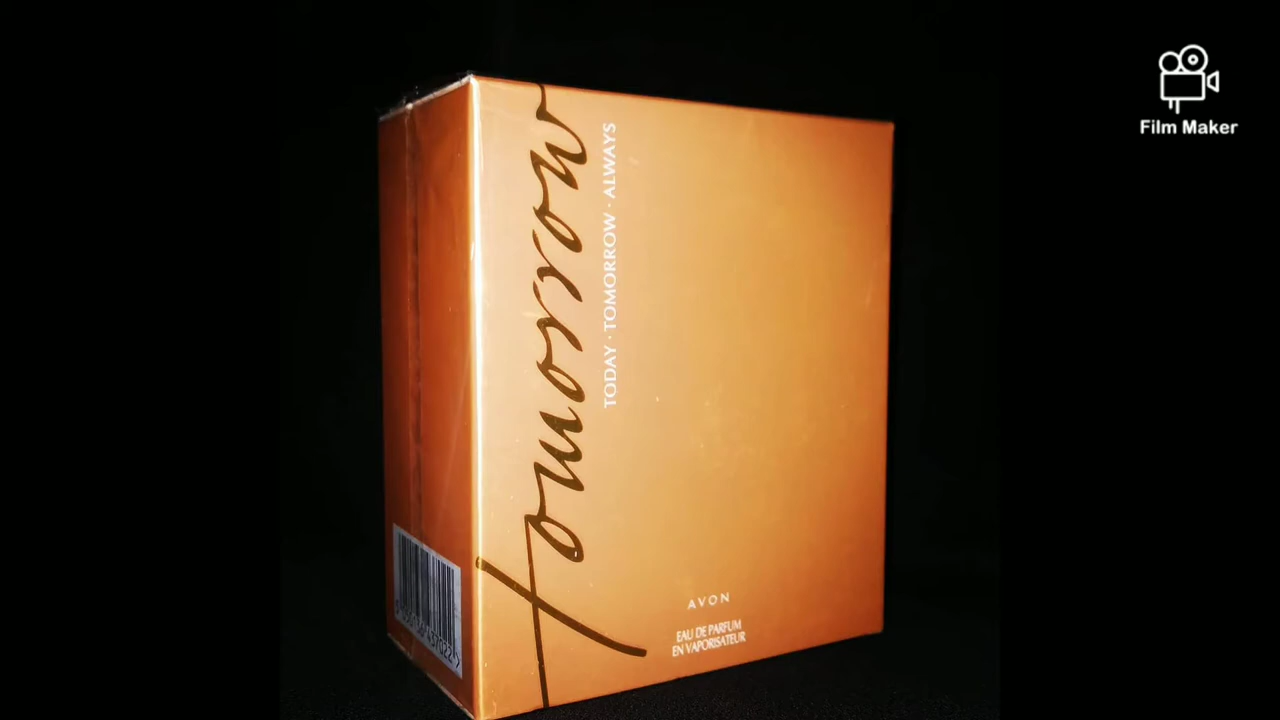 Tomorrow
TODAY · TOMORROW · ALWAYS
AVON
EAU DE PARFUM
EN VAPORISATEUR
Film Maker